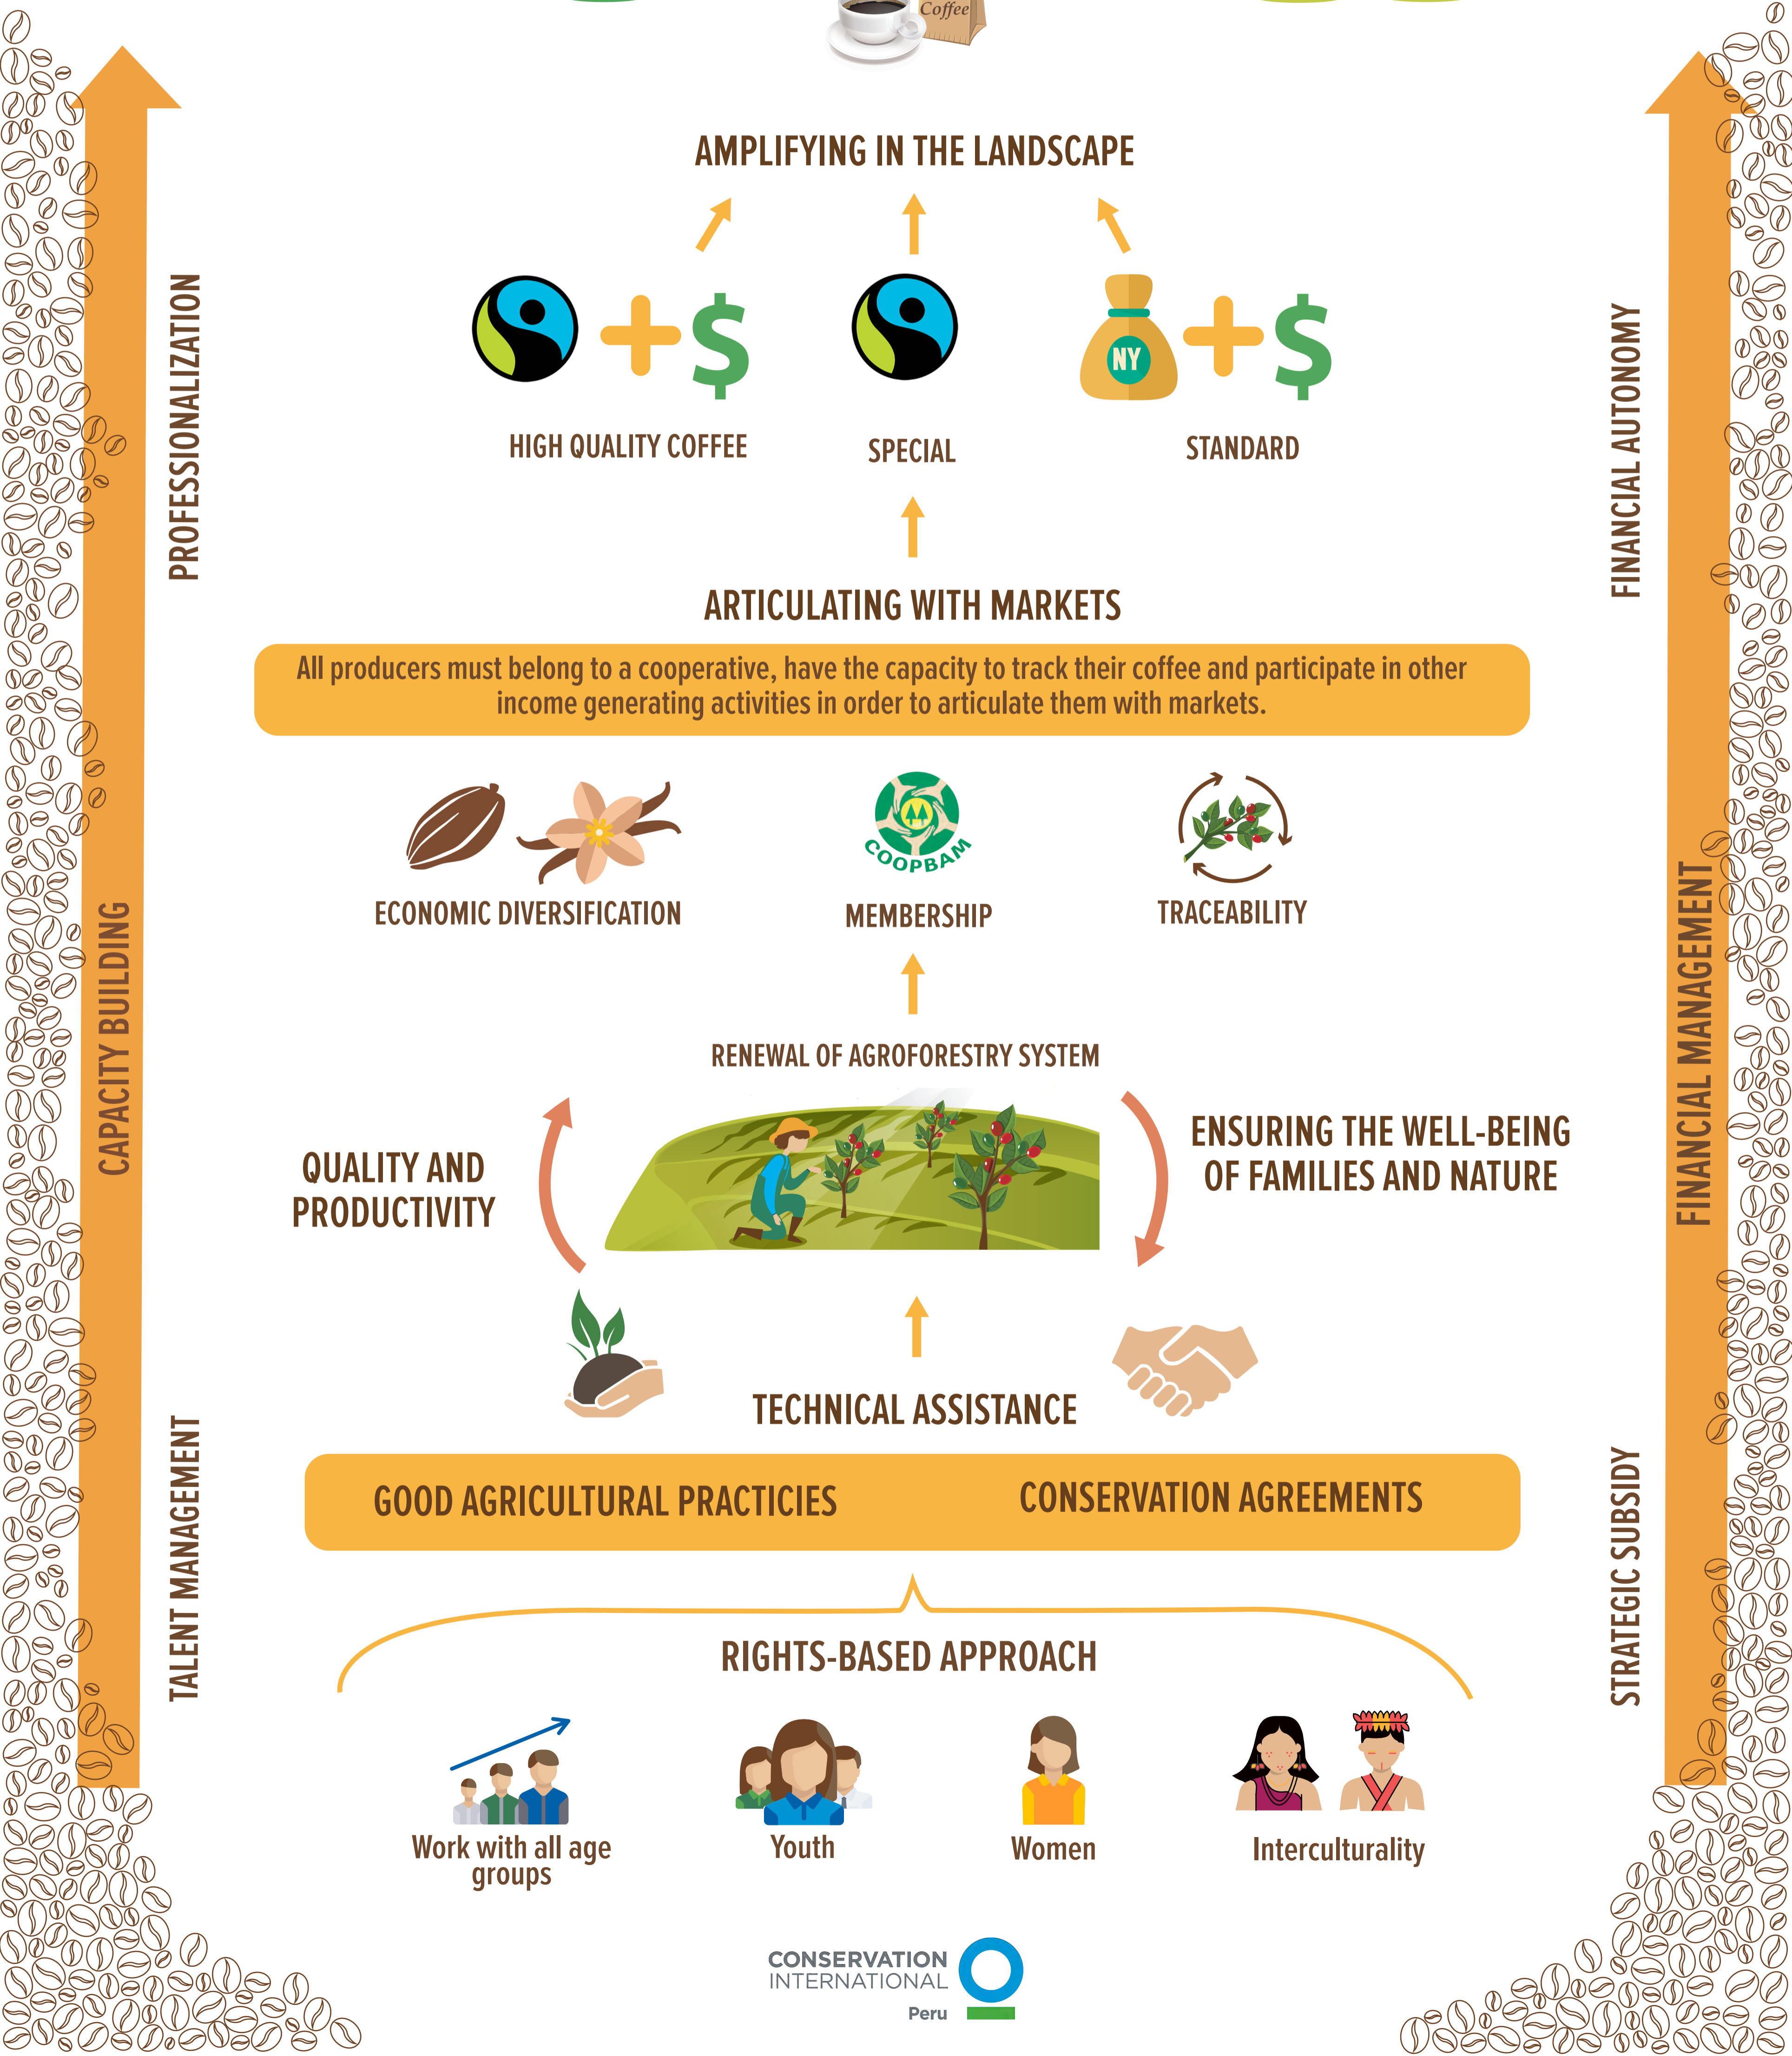 Coffee
AMPLIFYING IN THE LANDSCAPE
PROFESSIONALIZATION
FINANCIAL AUTONOMY
NY
HIGH QUALITY COFFEE
SPECIAL
STANDARD
ARTICULATING WITH MARKETS
All producers must belong to a cooperative, have the capacity to track their coffee and participate in other
income generating activities in order to articulate them with markets.
COOPBAM
ECONOMIC DIVERSIFICATION
MEMBERSHIP
TRACEABILITY
CAPACITY BUILDING
FINANCIAL MANAGEMENT
RENEWAL OF AGROFORESTRY SYSTEM
QUALITY AND
PRODUCTIVITY
ENSURING THE WELL-BEING
OF FAMILIES AND NATURE
TECHNICAL ASSISTANCE
TALENT MANAGEMENT
STRATEGIC SUBSIDY
GOOD AGRICULTURAL PRACTICIES
CONSERVATION AGREEMENTS
RIGHTS-BASED APPROACH
Work with all age
groups
Youth
Women
Interculturality
CONSERVATION
INTERNATIONAL
Peru